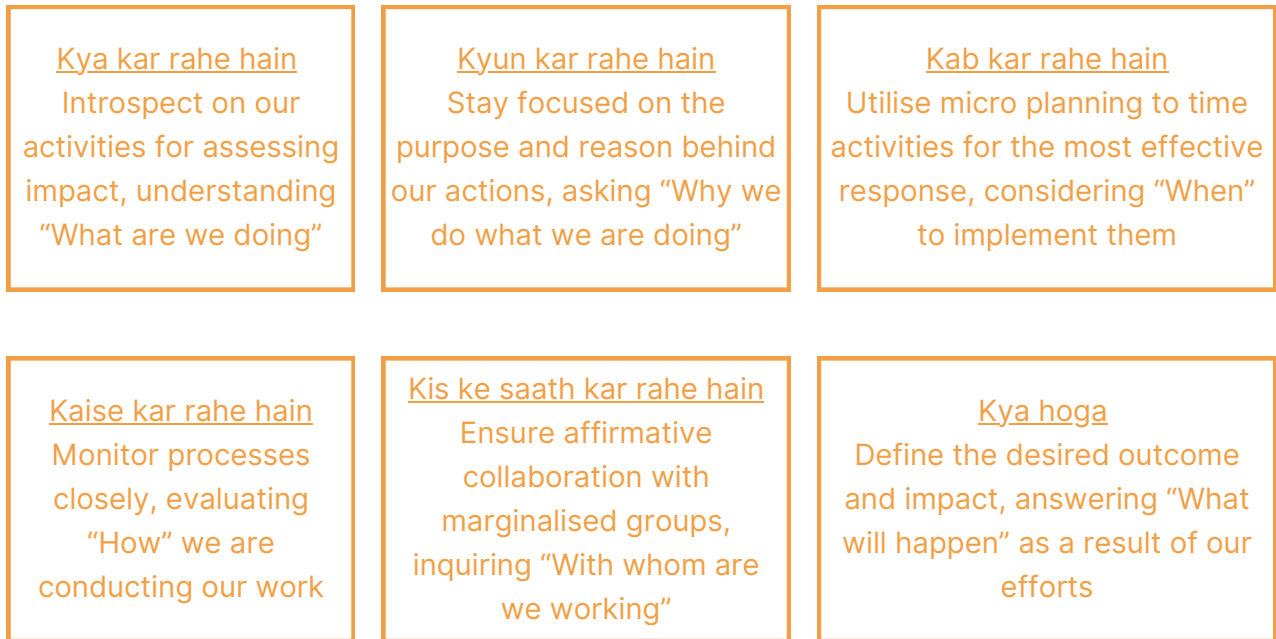 Kya kar rahe hain
Introspect on our
activities for assessing
impact, understanding
“What are we doing”
Kyun kar rahe hain
Stay focused on the
purpose and reason behind
our actions, asking “Why we
do what we are doing”
Kab kar rahe hain
Utilise micro planning to time
activities for the most effective
response, considering “When”
to implement them
Kaise kar rahe hain
Monitor processes
closely, evaluating
“How” we are
conducting our work
Kis ke saath kar rahe hain
Ensure affirmative
collaboration with
marginalised groups,
inquiring “With whom are
we working”
Kya hoga
Define the desired outcome
and impact, answering “What
will happen” as a result of our
efforts